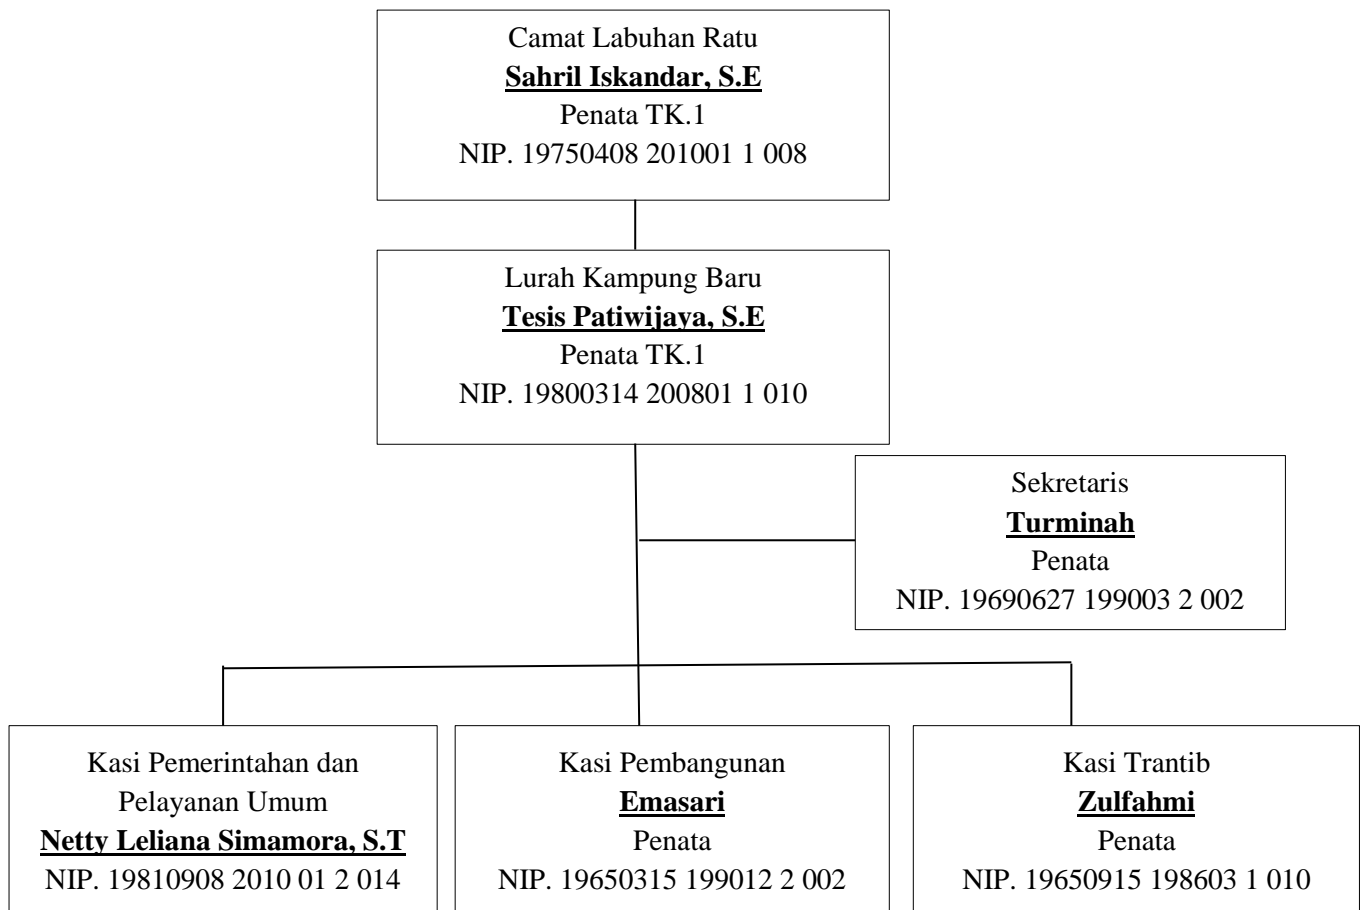 Camat Labuhan Ratu
Sahril Iskandar, S.E
Penata TK.1
NIP. 19750408 201001 1 008
Lurah Kampung Baru
Tesis Patiwijaya, S.E
Penata TK.1
NIP. 19800314 200801 1 010
Sekretaris
Turminah
Penata
NIP. 19690627 199003 2 002
Kasi Pemerintahan dan
Pelayanan Umum
Netty Leliana Simamora, S.T
NIP. 19810908 2010 01 2 014
Kasi Pembangunan
Emasari
Penata
NIP. 19650315 199012 2 002
Kasi Trantib
Zulfahmi
Penata
NIP. 19650915 198603 1 010